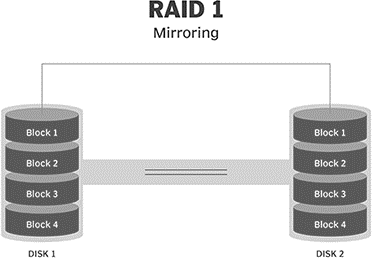 RAID 1
Mirroring
Block 1
Block 2
Block 3
Block 4
DISK 1
Block 1
Block 2
Block 3
Block 4
DISK 2